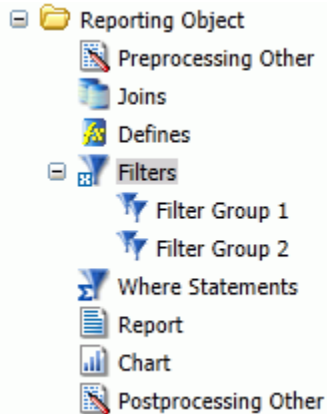 Reporting Object
Preprocessing Other
Joins
Defines
Filters
Filter Group 1
Filter Group 2
Where Statements
Report
Chart
Postprocessing Other